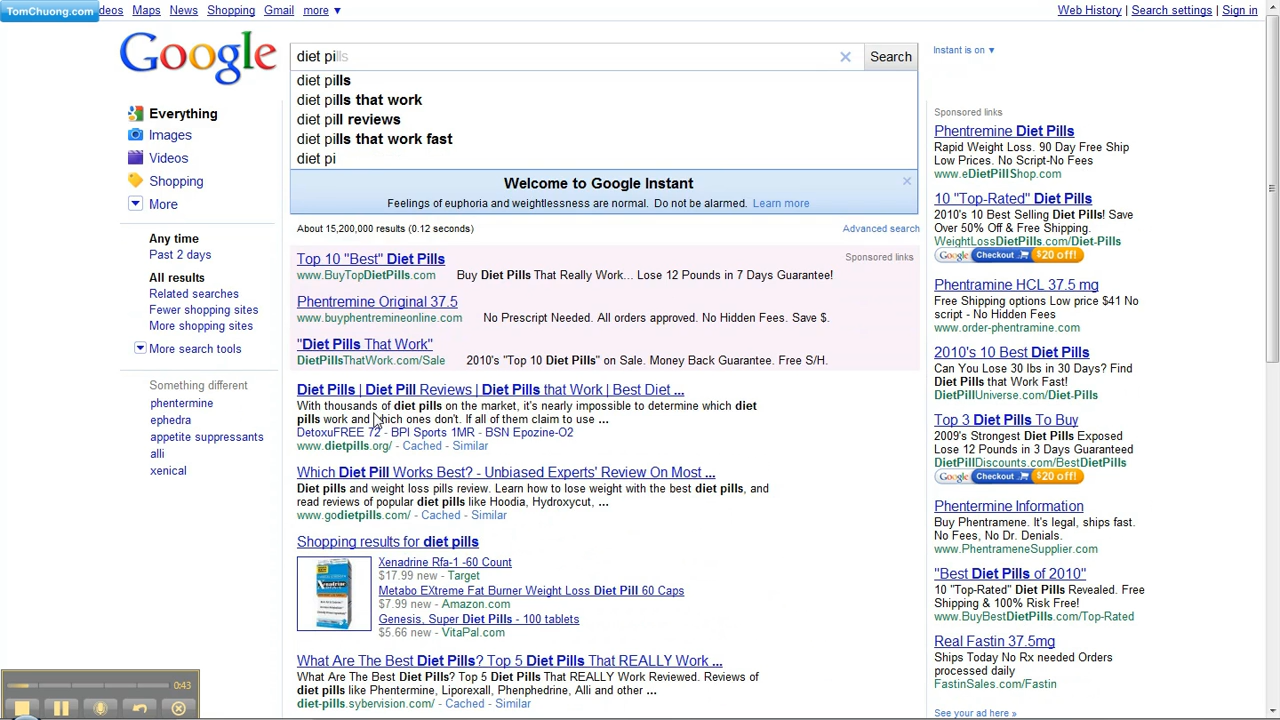 TomChuong.com
deos Maps News Shopping Gmail more ▼
Web History | Search settings | Sign in
Google
diet pills
Search
Instant is on ▼
diet pills
diet pills that work
diet pill reviews
diet pills that work fast
diet pi
Welcome to Google Instant
Feelings of euphoria and weightlessness are normal. Do not be alarmed. Learn more
Everything
Images
Videos
Shopping
More
Any time
Past 2 days
All results
Related searches
Fewer shopping sites
More shopping sites
More search tools
Something different
phentermine
ephedra
appetite suppressants
alli
xenical
About 15,200,000 results (0.12 seconds)
Advanced search
Top 10 "Best" Diet Pills
Sponsored links
www.BuyTopDietPills.com Buy Diet Pills That Really Work... Lose 12 Pounds in 7 Days Guarantee!
Phentremine Original 37.5
www.buyphentremineonline.com No Prescript Needed. All orders approved. No Hidden Fees. Save $.
"Diet Pills That Work"
DietPillsThatWork.com/Sale 2010's "Top 10 Diet Pills" on Sale. Money Back Guarantee. Free S/H.
Diet Pills | Diet Pill Reviews | Diet Pills that Work | Best Diet ...
With thousands of diet pills on the market, it's nearly impossible to determine which diet
pills work and which ones don't. If all of them claim to use ...
DetoxuFREE 72 - BPI Sports 1MR - BSN Epozine-O2
www.dietpills.org/ - Cached - Similar
Which Diet Pill Works Best? - Unbiased Experts' Review On Most ...
Diet pills and weight loss pills review. Learn how to lose weight with the best diet pills, and
read reviews of popular diet pills like Hoodia, Hydroxycut, ...
www.godietpills.com/ - Cached - Similar
Shopping results for diet pills
Xenadrine Rfa-1 -60 Count
$17.99 new - Target
Metabo EXtreme Fat Burner Weight Loss Diet Pill 60 Caps
$7.99 new - Amazon.com
Genesis, Super Diet Pills - 100 tablets
$5.66 new - VitaPal.com
What Are The Best Diet Pills? Top 5 Diet Pills That REALLY Work ...
What Are The Best Diet Pills? Top 5 Diet Pills That REALLY Work Reviewed. Reviews of
diet pills like Phentermine, Liporexall, Phenphedrine, Alli and other ...
diet-pills.sybervision.com/ - Cached - Similar
Sponsored links
Phentremine Diet Pills
Rapid Weight Loss. 90 Day Free Ship
Low Prices. No Script-No Fees
www.eDietPillShop.com
10 "Top-Rated" Diet Pills
2010's 10 Best Selling Diet Pills! Save
Over 50% Off & Free Shipping.
WeightLossDietPills.com/Diet-Pills
Google Checkout $20 off!
Phentramine HCL 37.5 mg
Free Shipping options Low price $41 No
script - No Hidden Fees
www.order-phentramine.com
2010's 10 Best Diet Pills
Can You Lose 30 lbs in 30 Days? Find
Diet Pills that Work Fast!
DietPillUniverse.com/Diet-Pills
Top 3 Diet Pills To Buy
2009's Strongest Diet Pills Exposed
Lose 12 Pounds in 3 Days Guaranteed
DietPillDiscounts.com/BestDietPills
Google Checkout $20 off!
Phentermine Information
Buy Phentramene. It's legal, ships fast.
No Fees, No Dr. Denials.
www.PhentrameneSupplier.com
"Best Diet Pills of 2010"
10 "Top-Rated" Diet Pills Revealed. Free
Shipping & 100% Risk Free!
www.BuyBestDietPills.com/Top-Rated
Real Fastin 37.5mg
Ships Today No Rx needed Orders
processed daily
FastinSales.com/Fastin
See your ad here »
0:43